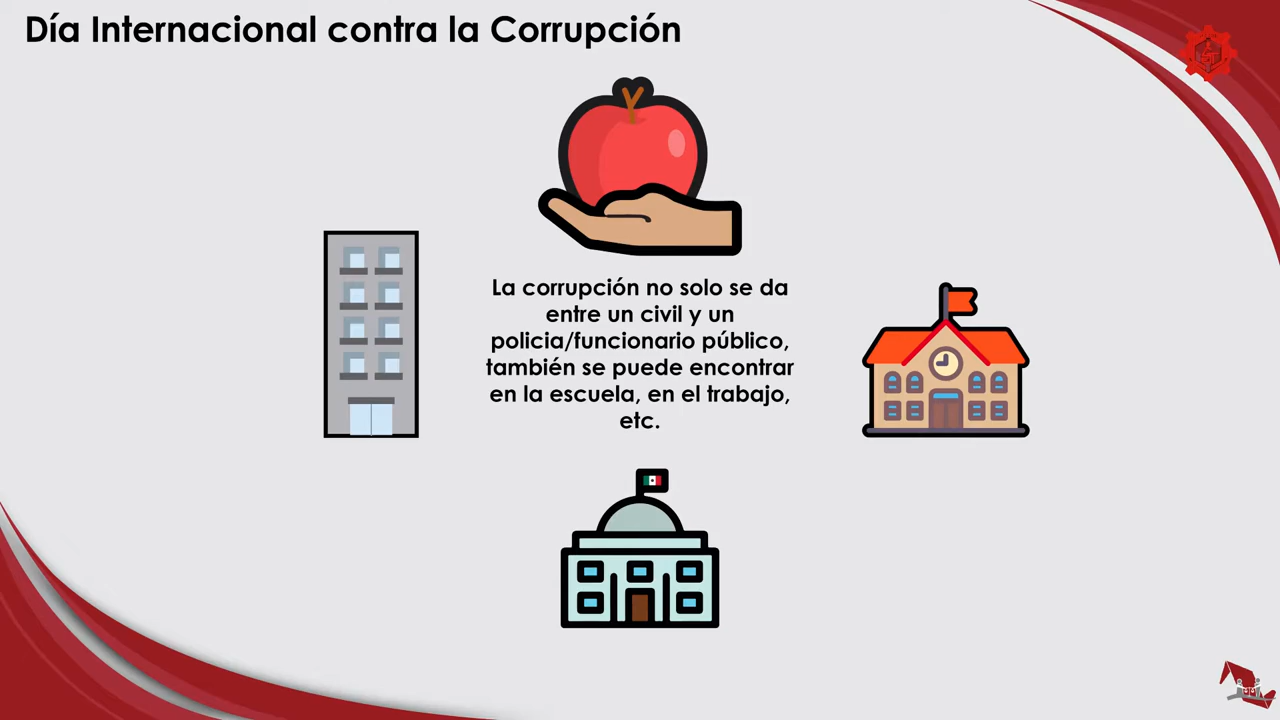 Día Internacional contra la Corrupción
La corrupción no solo se da
entre un civil y un
policia/funcionario público,
también se puede encontrar
en la escuela, en el trabajo,
etc.